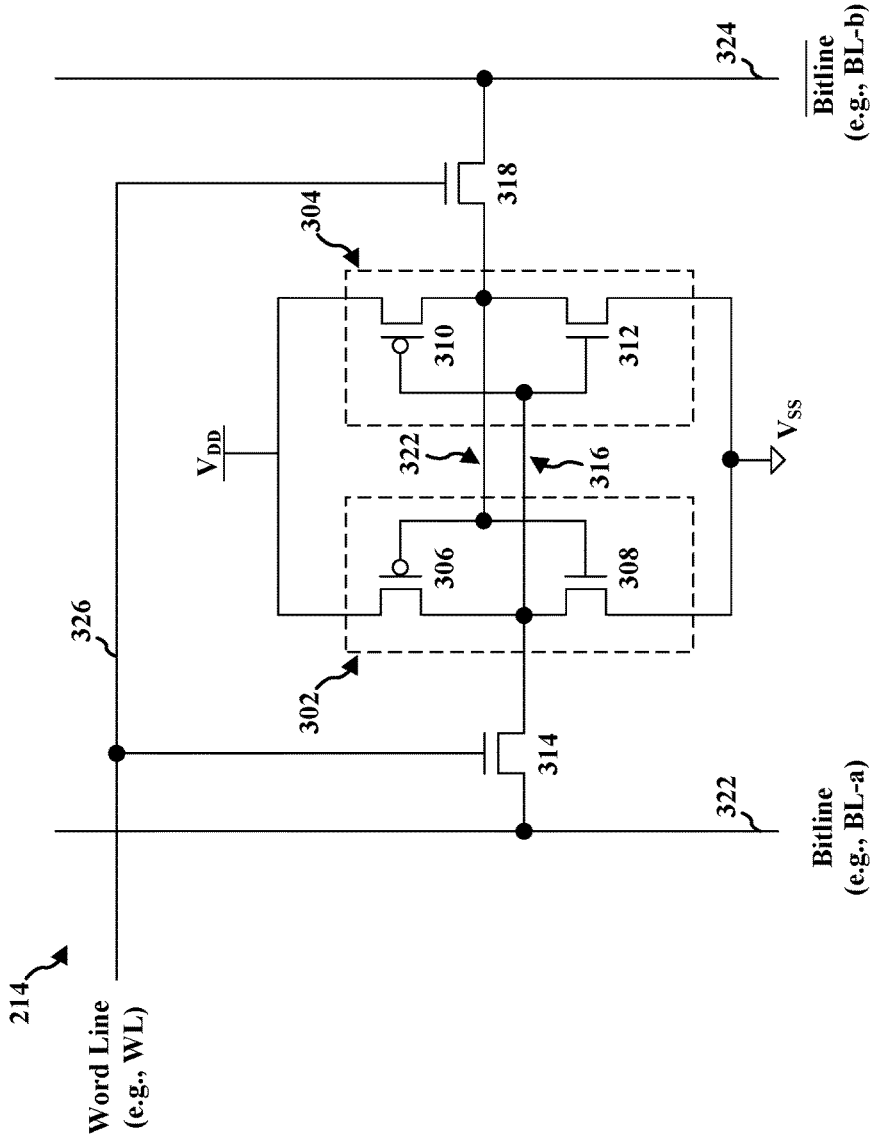 214
326
Word Line
(e.g., WL)
VDD
302
304
322
306
310
318
314
316
308
312
322
324
VSS
Bitline
(e.g., BL-a)
Bitline
(e.g., BL-b)